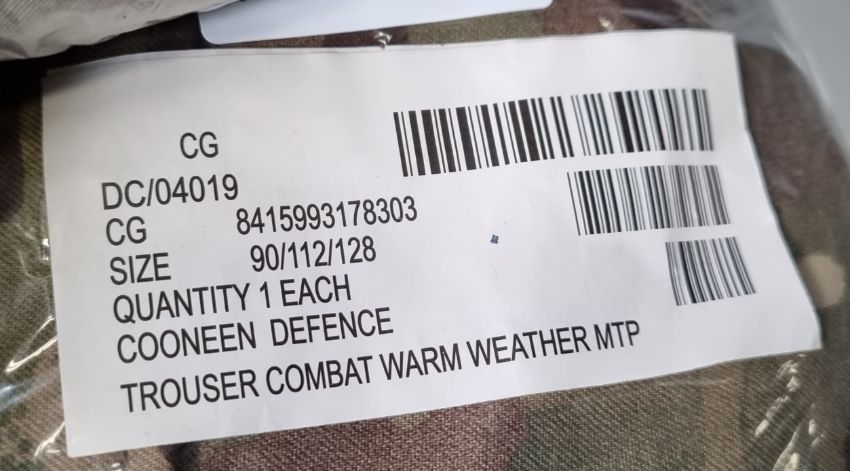 CG
DC/04019
CG 8415993178303
SIZE 90/112/128
QUANTITY 1 EACH
COONEEN DEFENCE
TROUSER COMBAT WARM WEATHER MTP